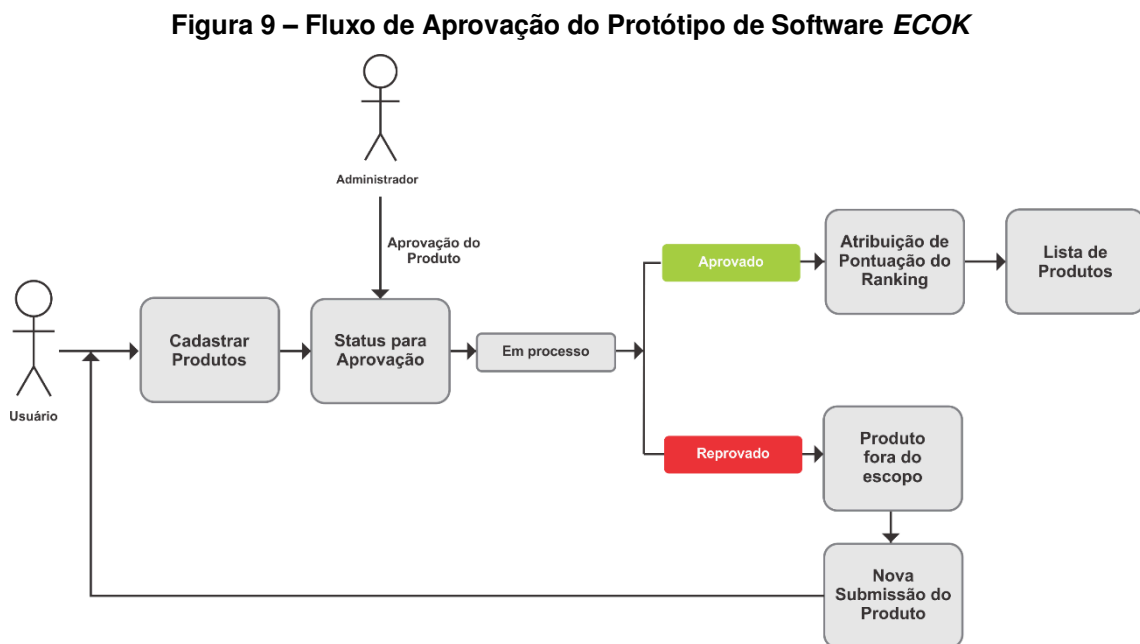 Figura 9 – Fluxo de Aprovação do Protótipo de Software ECOK
Administrador
Aprovação do
Produto
Usuário
Cadastrar
Produtos
Status para
Aprovação
Em processo
Aprovado
Atribuição de
Pontuação do
Ranking
Lista de
Produtos
Reprovado
Produto
fora do
escopo
Nova
Submissão do
Produto